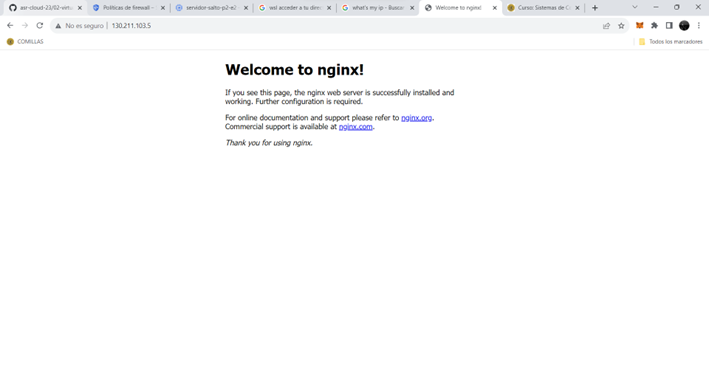 asr-cloud-23/02-virtu
Políticas de firewall –
servidor-salto-p2-e2-
wsl acceder a tu direc
what's my ip - Buscar
Welcome to nginx!
Curso: Sistemas de C
No es seguro | 130.211.103.5
COMILLAS
Todos los marcadores
Welcome to nginx!
If you see this page, the nginx web server is successfully installed and
working. Further configuration is required.
For online documentation and support please refer to nginx.org.
Commercial support is available at nginx.com.
Thank you for using nginx.